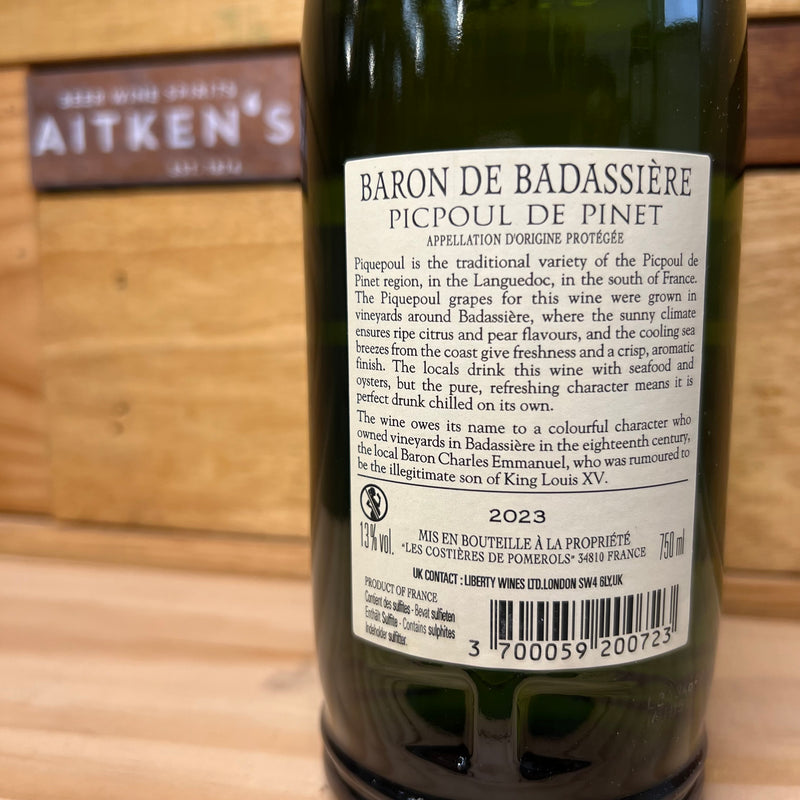 BEER WINE SPIRITS
AITKEN'S
BARON DE BADASSIÈRE
PICPOUL DE PINET
APPELLATION D'ORIGINE PROTÉGÉE
Piquepoul is the traditional variety of the Picpoul de
Pinet region, in the Languedoc, in the south of France.
The Piquepoul grapes for this wine were grown in
vineyards around Badassière, where the sunny climate
ensures ripe citrus and pear flavours, and the cooling sea
breezes from the coast give freshness and a crisp, aromatic
finish. The locals drink this wine with seafood and
oysters, but the pure, refreshing character means it is
perfect drunk chilled on its own.
The wine owes its name to a colourful character who
owned vineyards in Badassière in the eighteenth century,
the local Baron Charles Emmanuel, who was rumoured to
be the illegitimate son of King Louis XV.
2023
13% vol.
MIS EN BOUTEILLE À LA PROPRIÉTÉ
"LES COSTIÈRES DE POMEROLS" 34810 FRANCE
750 ml
UK CONTACT : LIBERTY WINES LTD.LONDON SW4 6LY.UK
PRODUCT OF FRANCE
Contient des sulfites - Bevat sulfieten
Enthält Sulfite - Contains sulphites
Indeholder sulfitter.
3 700059 200723